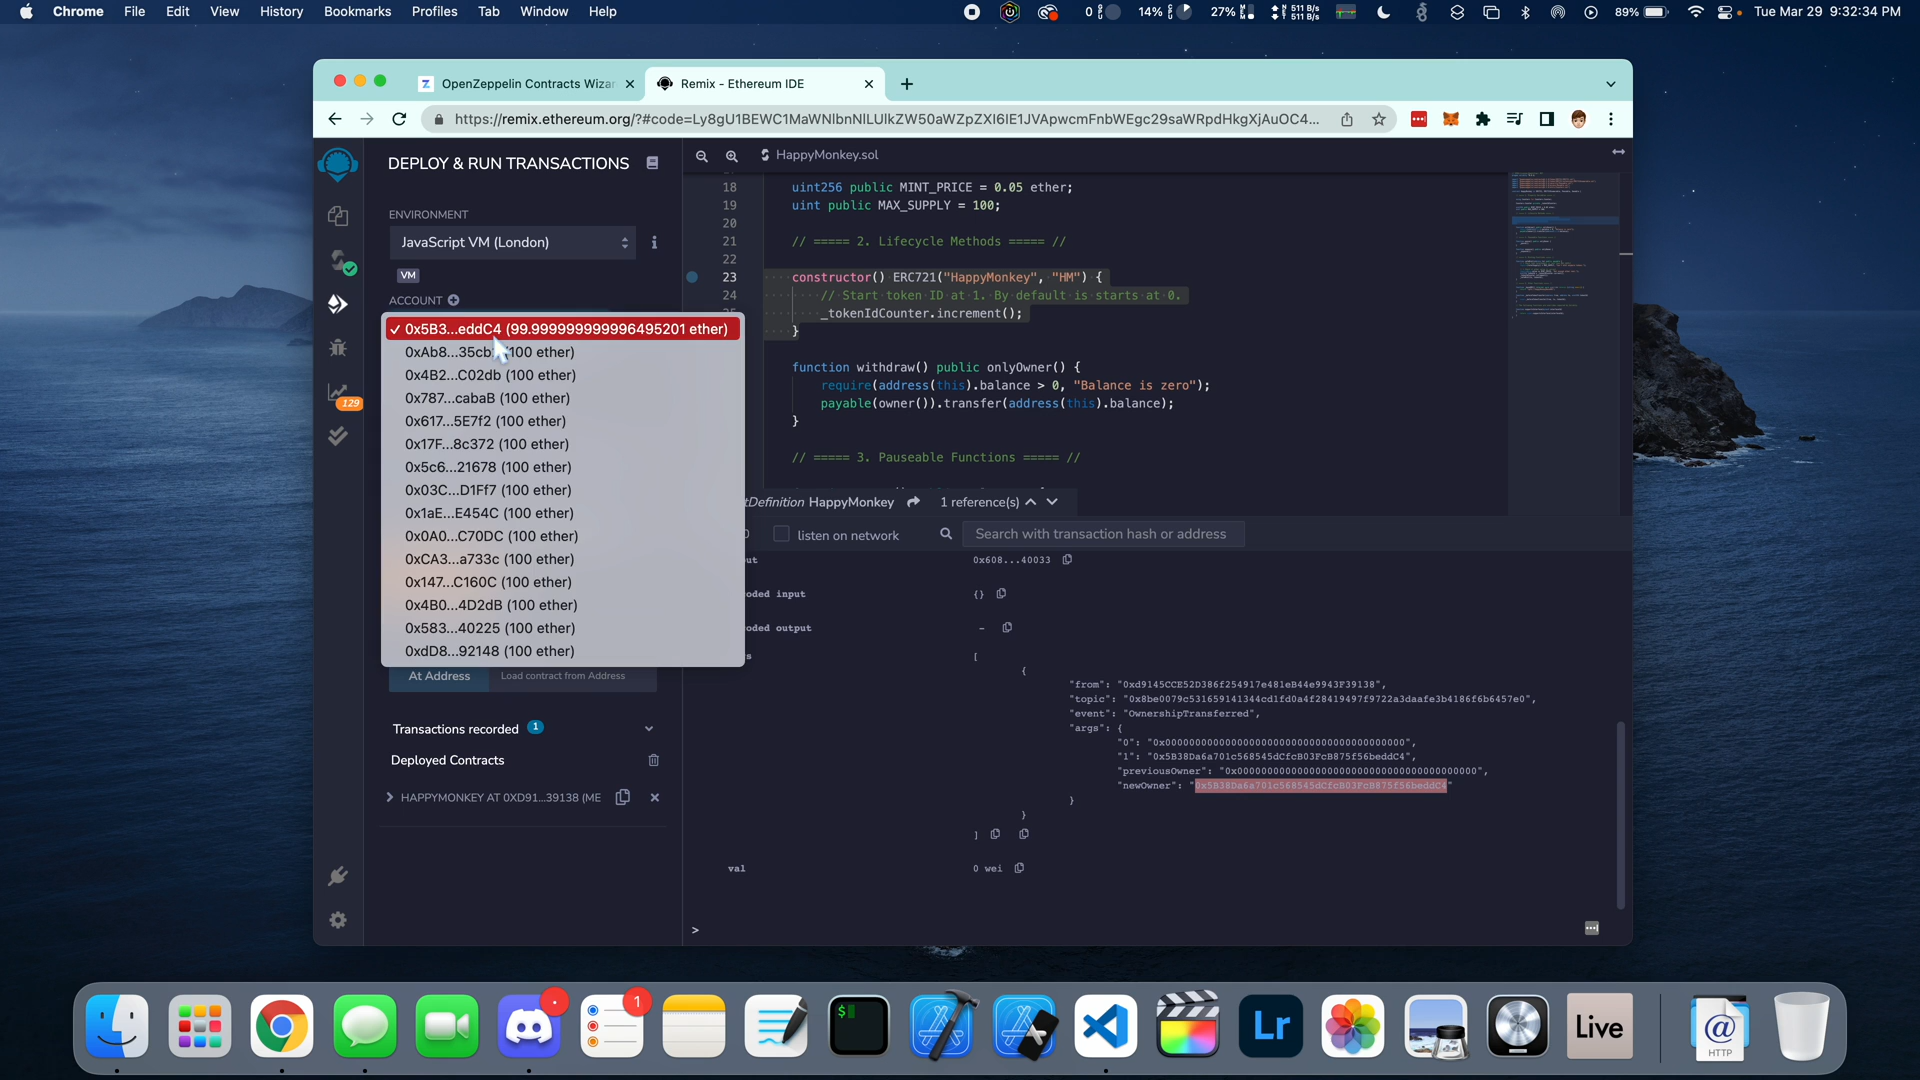 Chrome File Edit View History Bookmarks Profiles Tab Window Help
0 14% 27% 511 B/s 511 B/s 89% Tue Mar 29 9:32:34 PM
OpenZeppelin Contracts Wizar
Remix - Ethereum IDE
https://remix.ethereum.org/?#code=Ly8gU1BEWC1MaWNlbnNlLUlkZW50aWZpZXI6IE1JVApwcmFnbWEgc29saWRpdHkgXjAuOC4...
DEPLOY & RUN TRANSACTIONS
HappyMonkey.sol
ENVIRONMENT
JavaScript VM (London)
VM
ACCOUNT
✓ 0x5B3...eddC4 (99.999999999996495201 ether)
0xAb8...35cb 100 ether)
0x4B2...C02db (100 ether)
0x787...cabaB (100 ether)
0x617...5E7f2 (100 ether)
0x17F...8c372 (100 ether)
0x5c6...21678 (100 ether)
0x03C...D1Ff7 (100 ether)
0x1aE...E454C (100 ether)
0x0A0...C70DC (100 ether)
0xCA3...a733c (100 ether)
0x147...C160C (100 ether)
0x4B0...4D2dB (100 ether)
0x583...40225 (100 ether)
0xdD8...92148 (100 ether)
At Address Load contract from Address
Transactions recorded 1
Deployed Contracts
HAPPYMONKEY AT 0XD91...39138 (ME
129
18 uint256 public MINT_PRICE = 0.05 ether;
19 uint public MAX_SUPPLY = 100;
20
21 // ===== 2. Lifecycle Methods ===== //
22
23 constructor() ERC721("HappyMonkey", "HM") {
24 // Start token ID at 1. By default is starts at 0.
_tokenIdCounter.increment();
}
function withdraw() public onlyOwner() {
require(address(this).balance > 0, "Balance is zero");
payable(owner()).transfer(address(this).balance);
}
// ===== 3. Pauseable Functions ===== //
tDefinition HappyMonkey 1 reference(s)
listen on network
Search with transaction hash or address
ut 0x608...40033
oded input {}
oded output -
s [
{
"from": "0xd9145CCE52D386f254917e481eB44e9943F39138",
"topic": "0x8be0079c531659141344cd1fd0a4f28419497f9722a3daafe3b4186f6b6457e0",
"event": "OwnershipTransferred",
"args": {
"0": "0x0000000000000000000000000000000000000000",
"1": "0x5B38Da6a701c568545dCfcB03FcB875f56beddC4",
"previousOwner": "0x0000000000000000000000000000000000000000",
"newOwner": "0x5B38Da6a701c568545dCfcB03FcB875f56beddC4"
}
}
]
val 0 wei
>
1
$
Lr
Live
@
HTTP